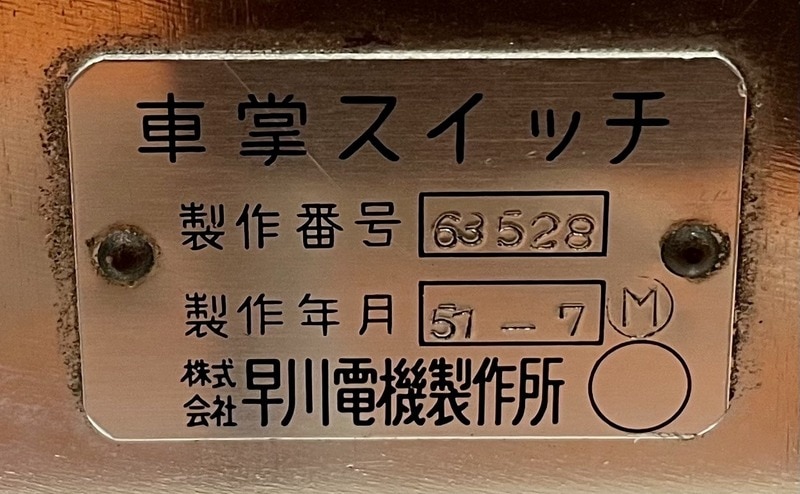 車掌スイッチ
製作番号 63528
製作年月 51-7 M
株式会社 早川電機製作所